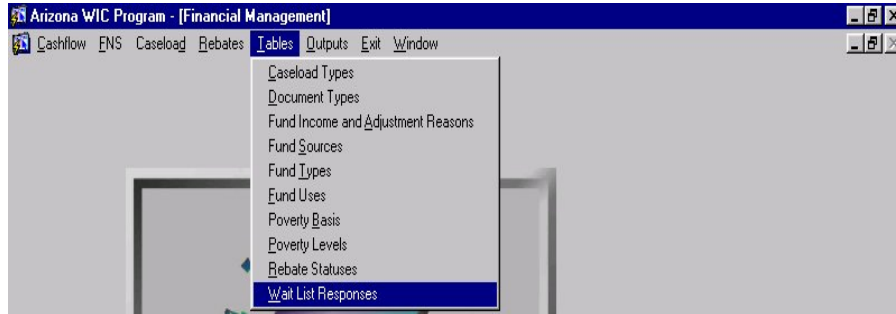 Arizona WIC Program - [Financial Management]
Cashflow FNS Caseload Rebates Tables Outputs Exit Window
Caseload Types
Document Types
Fund Income and Adjustment Reasons
Fund Sources
Fund Types
Fund Uses
Poverty Basis
Poverty Levels
Rebate Statuses
Wait List Responses